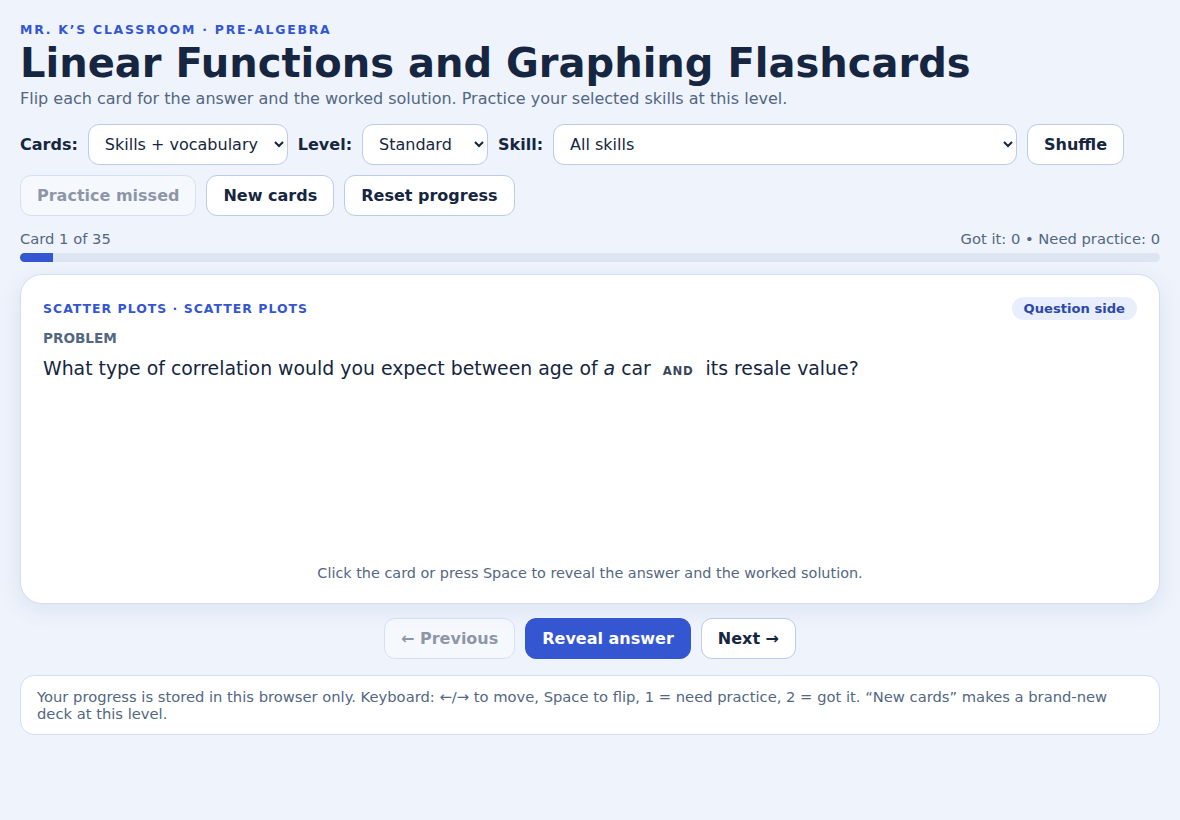 MR. K’S CLASSROOM · PRE-ALGEBRA
Linear Functions and Graphing Flashcards
Flip each card for the answer and the worked solution. Practice your selected skills at this level.
Cards: Skills + vocabulary Level: Standard Skill: All skills Shuffle
Practice missed New cards Reset progress
Card 1 of 35 Got it: 0 • Need practice: 0
SCATTER PLOTS · SCATTER PLOTS Question side
PROBLEM
What type of correlation would you expect between age of a car AND its resale value?
Click the card or press Space to reveal the answer and the worked solution.
← Previous Reveal answer Next →
Your progress is stored in this browser only. Keyboard: ←/→ to move, Space to flip, 1 = need practice, 2 = got it. “New cards” makes a brand-new
deck at this level.